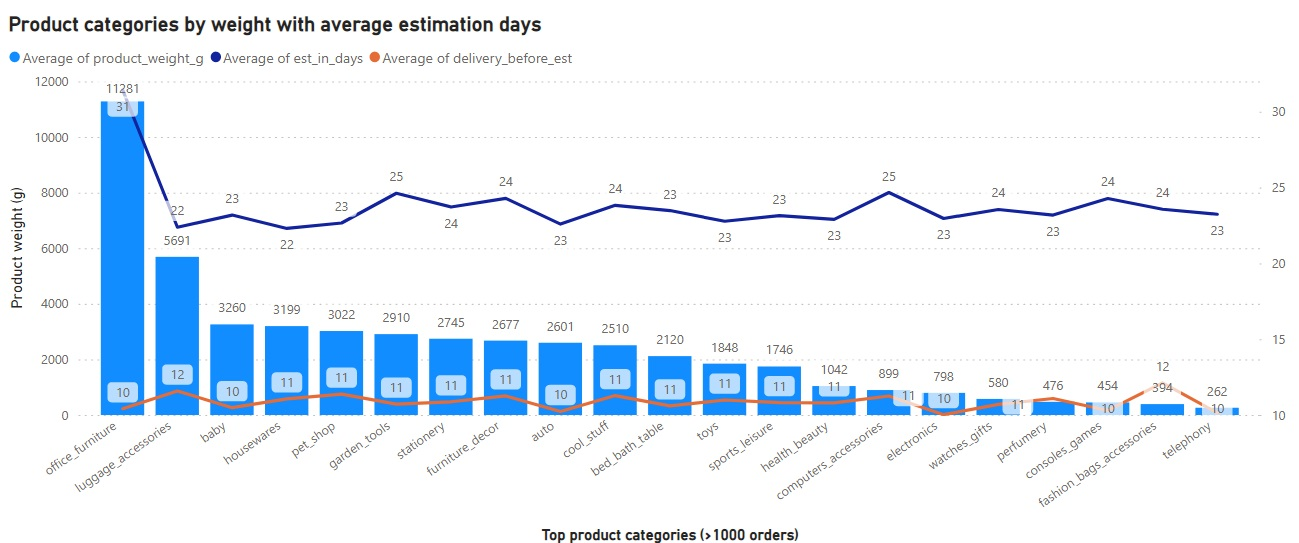 Product categories by weight with average estimation days
Average of product_weight_g Average of est_in_days Average of delivery_before_est
Product weight (g)
12000
10000
8000
6000
4000
2000
0
30
25
20
15
10
11281
5691
3260
3199
3022
2910
2745
2677
2601
2510
2120
1848
1746
1042
899
798
580
476
454
394
262
31
22
23
22
23
25
24
24
23
24
23
23
23
23
25
23
24
23
24
24
23
10
12
10
11
11
11
11
11
10
11
11
11
11
11
11
10
11
10
12
10
office_furniture
luggage_accessories
baby
housewares
pet_shop
garden_tools
stationery
furniture_decor
auto
cool_stuff
bed_bath_table
toys
sports_leisure
health_beauty
computers_accessories
electronics
watches_gifts
perfumery
consoles_games
fashion_bags_accessories
telephony
Top product categories (>1000 orders)